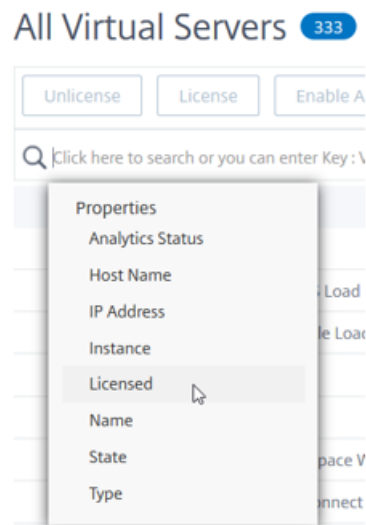 All Virtual Servers 333
Unlicense License Enable A
Click here to search or you can enter Key : V
Properties
Analytics Status
Host Name
IP Address
Load
Instance
le Load
Licensed
Name
State
pace W
Type
onnect